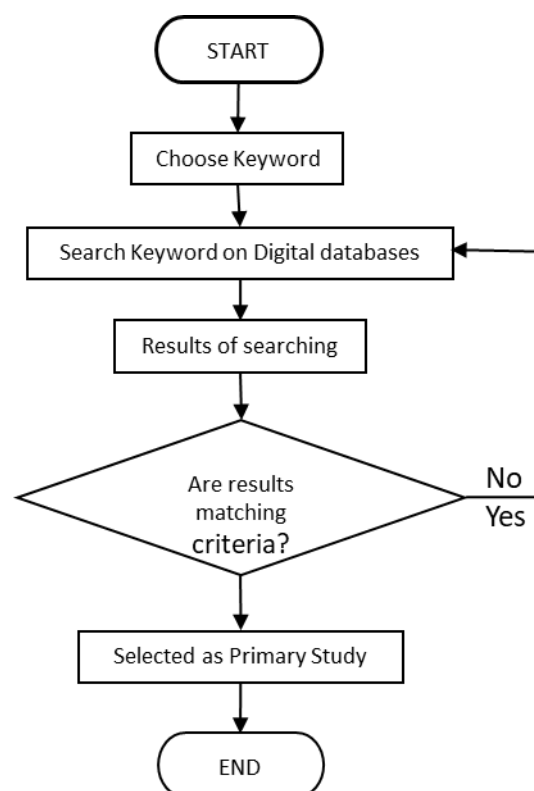 START
Choose Keyword
Search Keyword on Digital databases
Results of searching
Are results
matching
criteria?
No
Yes
Selected as Primary Study
END